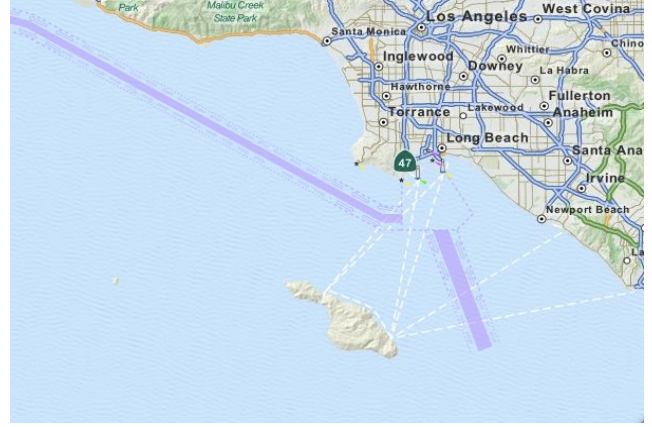 Malibu Creek
State Park
Park
West Covina
Los Angeles
Santa Monica
Whittier
Chino
Inglewood
Downey
La Habra
Hawthorne
Fullerton
Torrance
Lakewood
Anaheim
Long Beach
Santa Ana
47
Irvine
Newport Beach
La